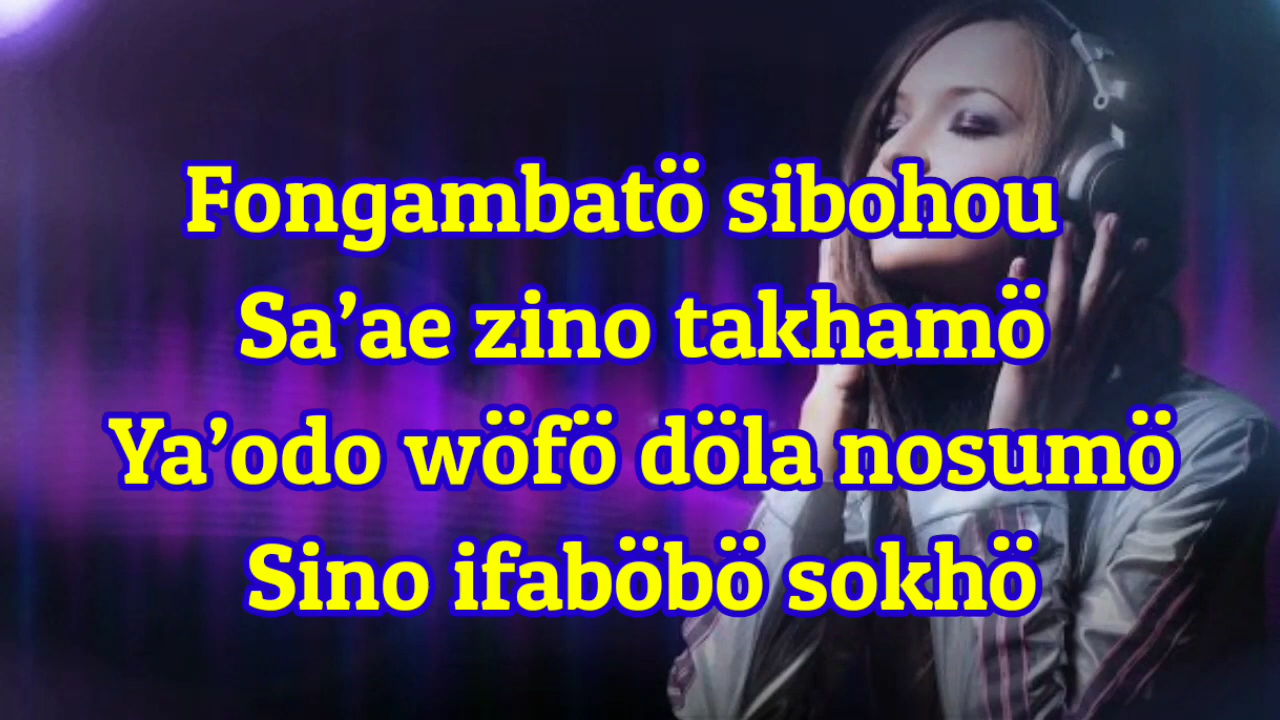 Fongambatö sibohou
Sa’ae zino takhamö
Ya’odo wöfö döla nosumö
Sino ifaböbö sokhö